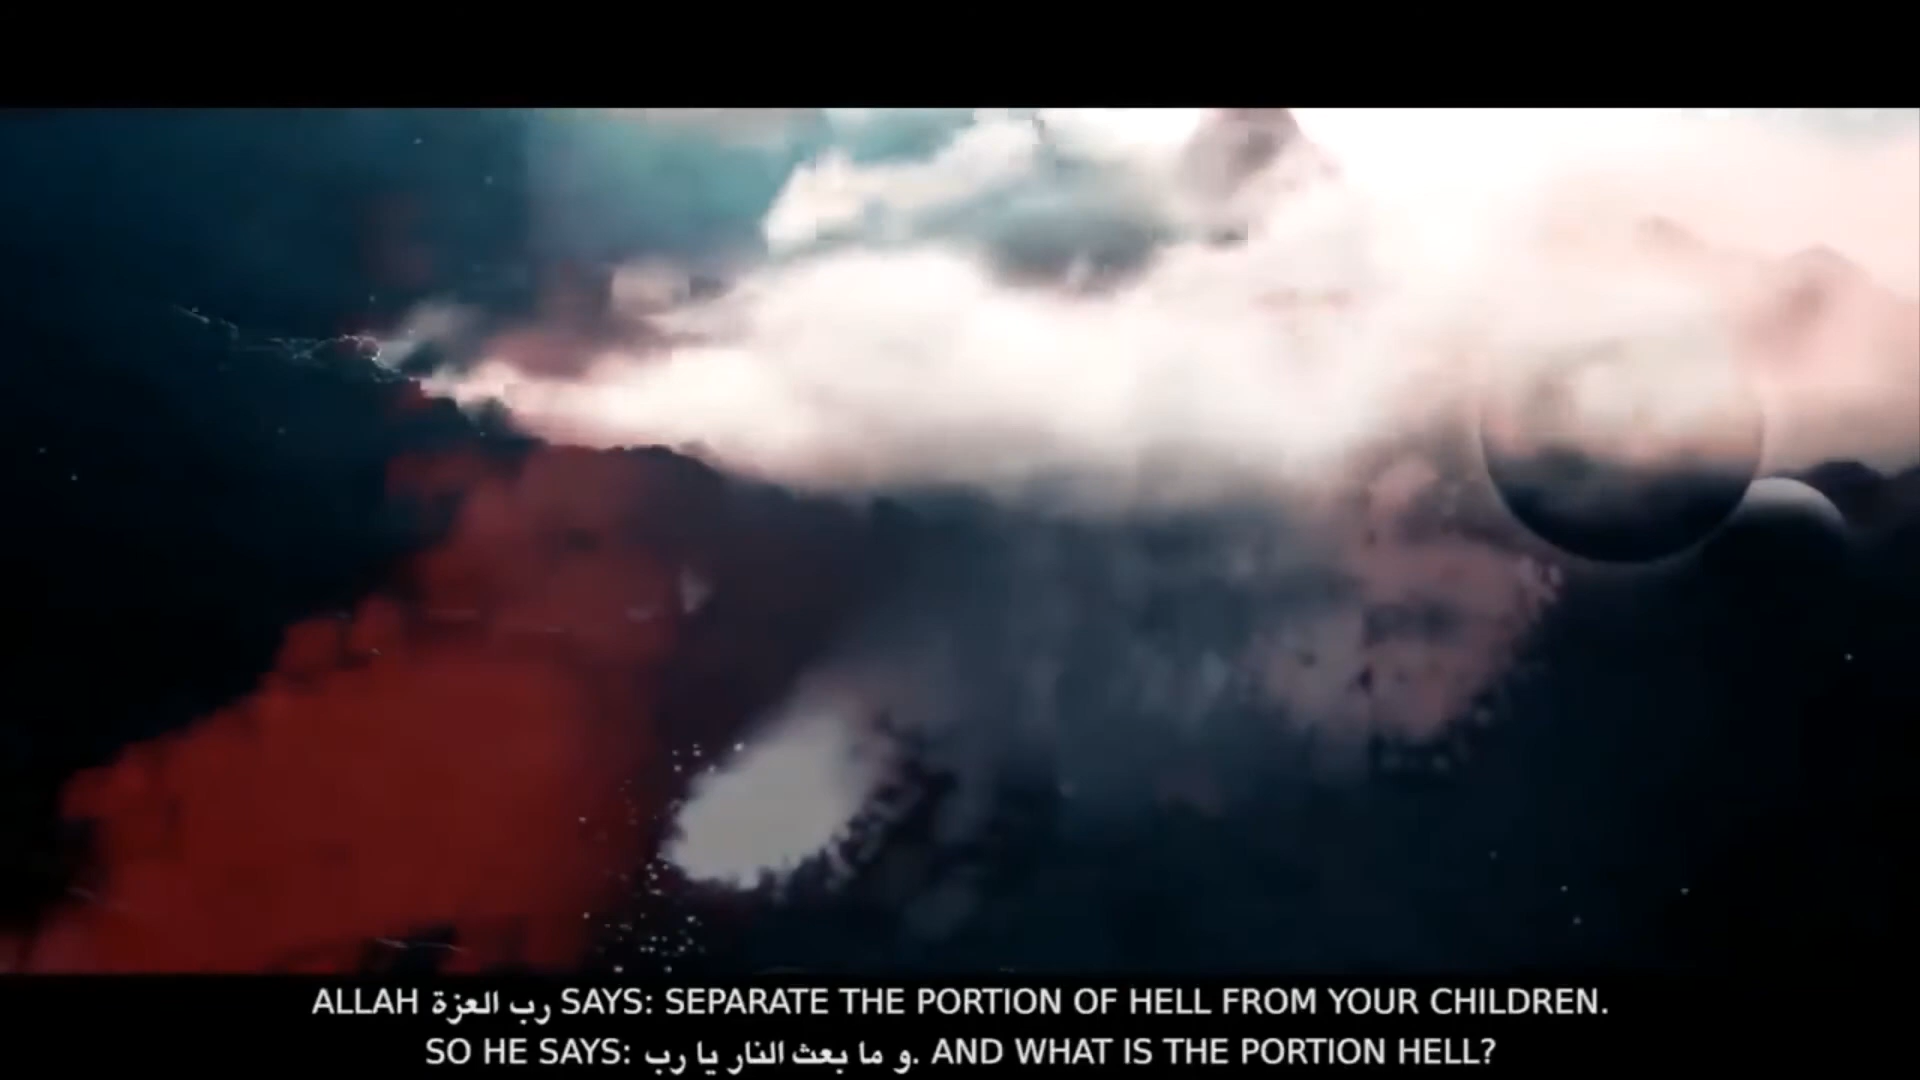 ALLAH رب العزة SAYS: SEPARATE THE PORTION OF HELL FROM YOUR CHILDREN.
SO HE SAYS: و ما بعث النار يا رب. AND WHAT IS THE PORTION HELL?